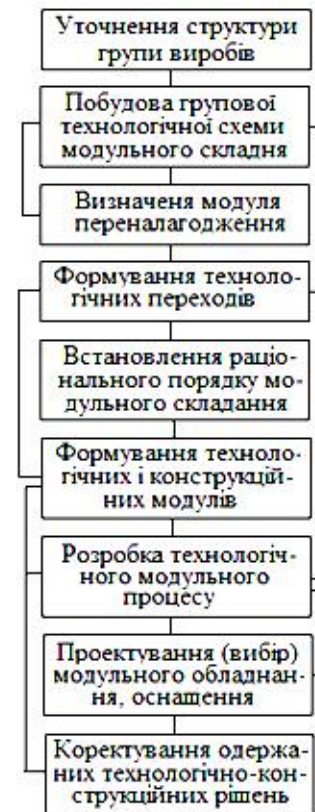 Уточнення структури
групи виробів
Побудова групової
технологічної схеми
модульного складня
Визначеня модуля
переналагодження
Формування техноло-
гічних переходів
Встановлення раціо-
нального порядку мо-
дульного складання
Формування техноло-
гічних і конструкцій-
них модулів
Розробка технологіч-
ного модульного
процесу
Проектування (вибір)
модульного обладнан-
ня, оснащення
Коректування одержа-
них технологічно-кон-
струкційних рішень